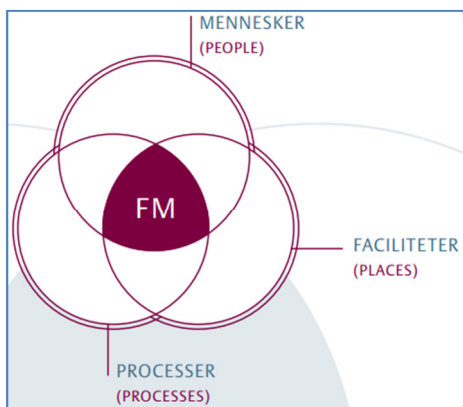 MENNESKER
(PEOPLE)
FM
FACILITETER
(PLACES)
PROCESSER
(PROCESSES)